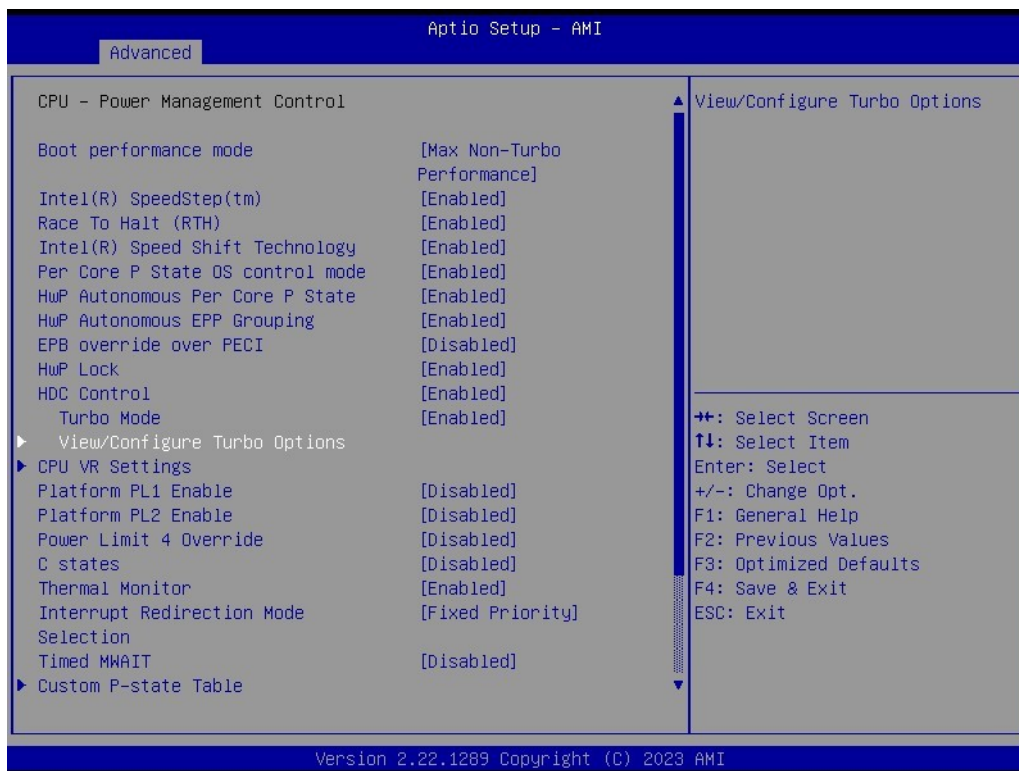 Aptio Setup - AMI
Advanced
CPU - Power Management Control
Boot performance mode [Max Non-Turbo
Performance]
Intel(R) SpeedStep(tm) [Enabled]
Race To Halt (RTH) [Enabled]
Intel(R) Speed Shift Technology [Enabled]
Per Core P State OS control mode [Enabled]
HwP Autonomous Per Core P State [Enabled]
HwP Autonomous EPP Grouping [Enabled]
EPB override over PECI [Disabled]
HwP Lock [Enabled]
HDC Control [Enabled]
Turbo Mode [Enabled]
View/Configure Turbo Options
CPU VR Settings
Platform PL1 Enable [Disabled]
Platform PL2 Enable [Disabled]
Power Limit 4 Override [Disabled]
C states [Disabled]
Thermal Monitor [Enabled]
Interrupt Redirection Mode [Fixed Priority]
Selection
Timed MWAIT [Disabled]
Custom P-state Table
View/Configure Turbo Options
→←: Select Screen
↑↓: Select Item
Enter: Select
+/-: Change Opt.
F1: General Help
F2: Previous Values
F3: Optimized Defaults
F4: Save & Exit
ESC: Exit
Version 2.22.1289 Copyright (C) 2023 AMI